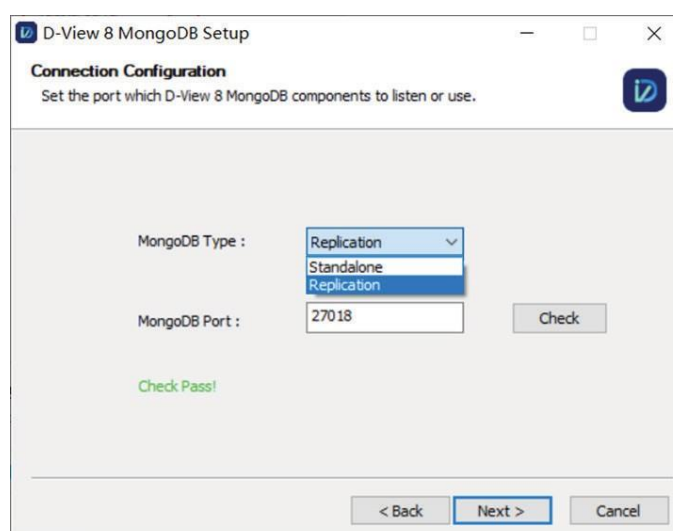 D-View 8 MongoDB Setup
Connection Configuration
Set the port which D-View 8 MongoDB components to listen or use.
MongoDB Type :
Replication
Standalone
Replication
MongoDB Port :
27018
Check
Check Pass!
< Back
Next >
Cancel